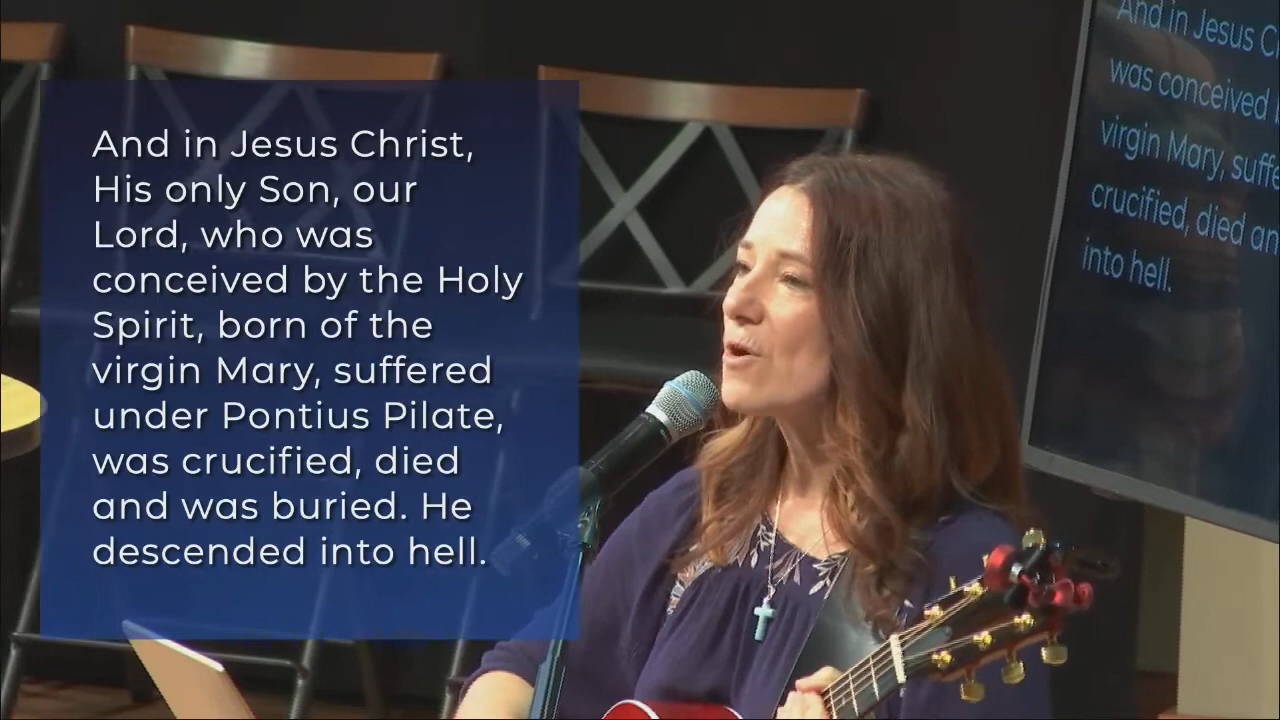 And in Jesus Christ,
His only Son, our
Lord, who was
conceived by the Holy
Spirit, born of the
virgin Mary, suffered
under Pontius Pilate,
was crucified, died
and was buried. He
descended into hell.
And in Jesus
was conceived
virgin Mary,
crucified, died
into hell.